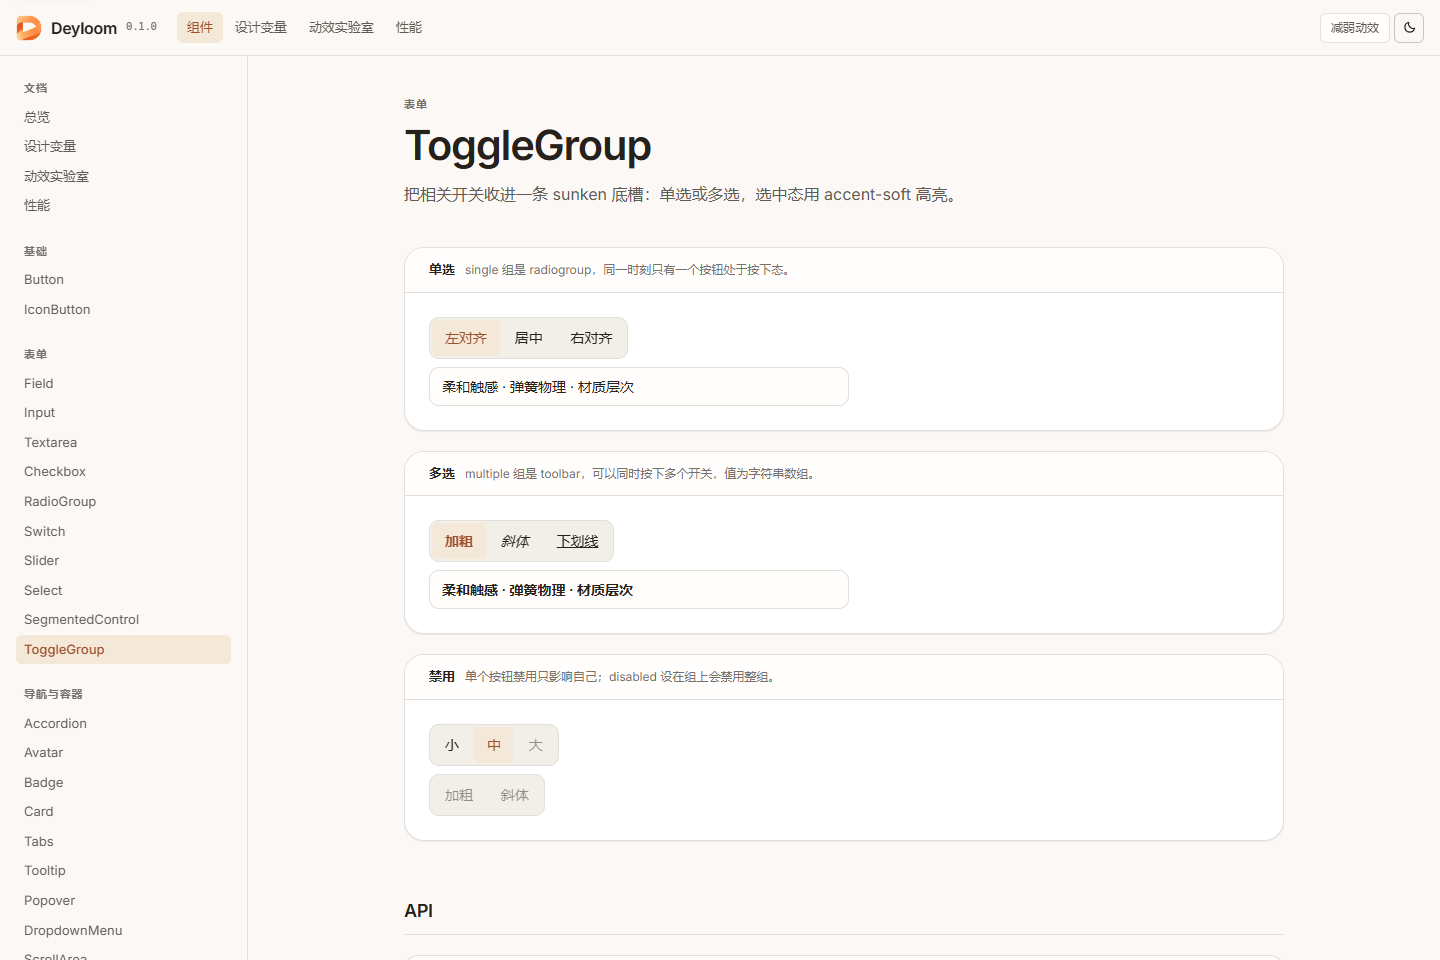 Deyloom 0.1.0 组件 设计变量 动效实验室 性能 减弱动效
文档
总览
设计变量
动效实验室
性能
基础
Button
IconButton
表单
Field
Input
Textarea
Checkbox
RadioGroup
Switch
Slider
Select
SegmentedControl
ToggleGroup
导航与容器
Accordion
Avatar
Badge
Card
Tabs
Tooltip
Popover
DropdownMenu
ScrollArea
表单
ToggleGroup
把相关开关收进一条 sunken 底槽：单选或多选，选中态用 accent-soft 高亮。
单选 single 组是 radiogroup，同一时刻只有一个按钮处于按下态。
左对齐 居中 右对齐
柔和触感 · 弹簧物理 · 材质层次
多选 multiple 组是 toolbar，可以同时按下多个开关，值为字符串数组。
加粗 斜体 下划线
柔和触感 · 弹簧物理 · 材质层次
禁用 单个按钮禁用只影响自己；disabled 设在组上会禁用整组。
小 中 大
加粗 斜体
API